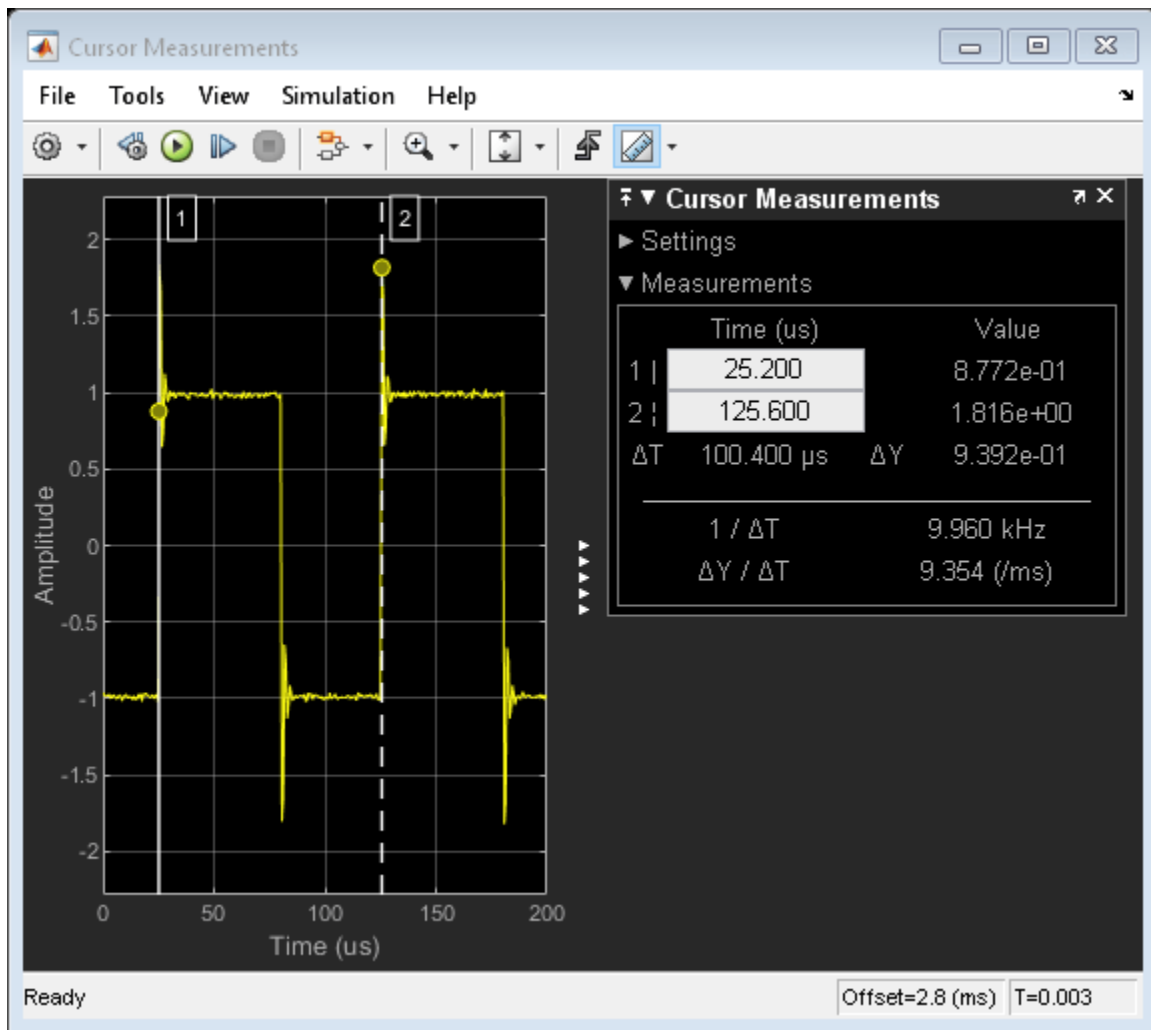 Cursor Measurements
File Tools View Simulation Help
1 2
2
1.5
1
0.5
0
-0.5
-1
-1.5
-2
Amplitude
0 50 100 150 200
Time (us)
Cursor Measurements
Settings
Measurements
Time (us) Value
1 | 25.200 8.772e-01
2 ¦ 125.600 1.816e+00
ΔT 100.400 µs ΔY 9.392e-01
1 / ΔT 9.960 kHz
ΔY / ΔT 9.354 (/ms)
Ready Offset=2.8 (ms) T=0.003